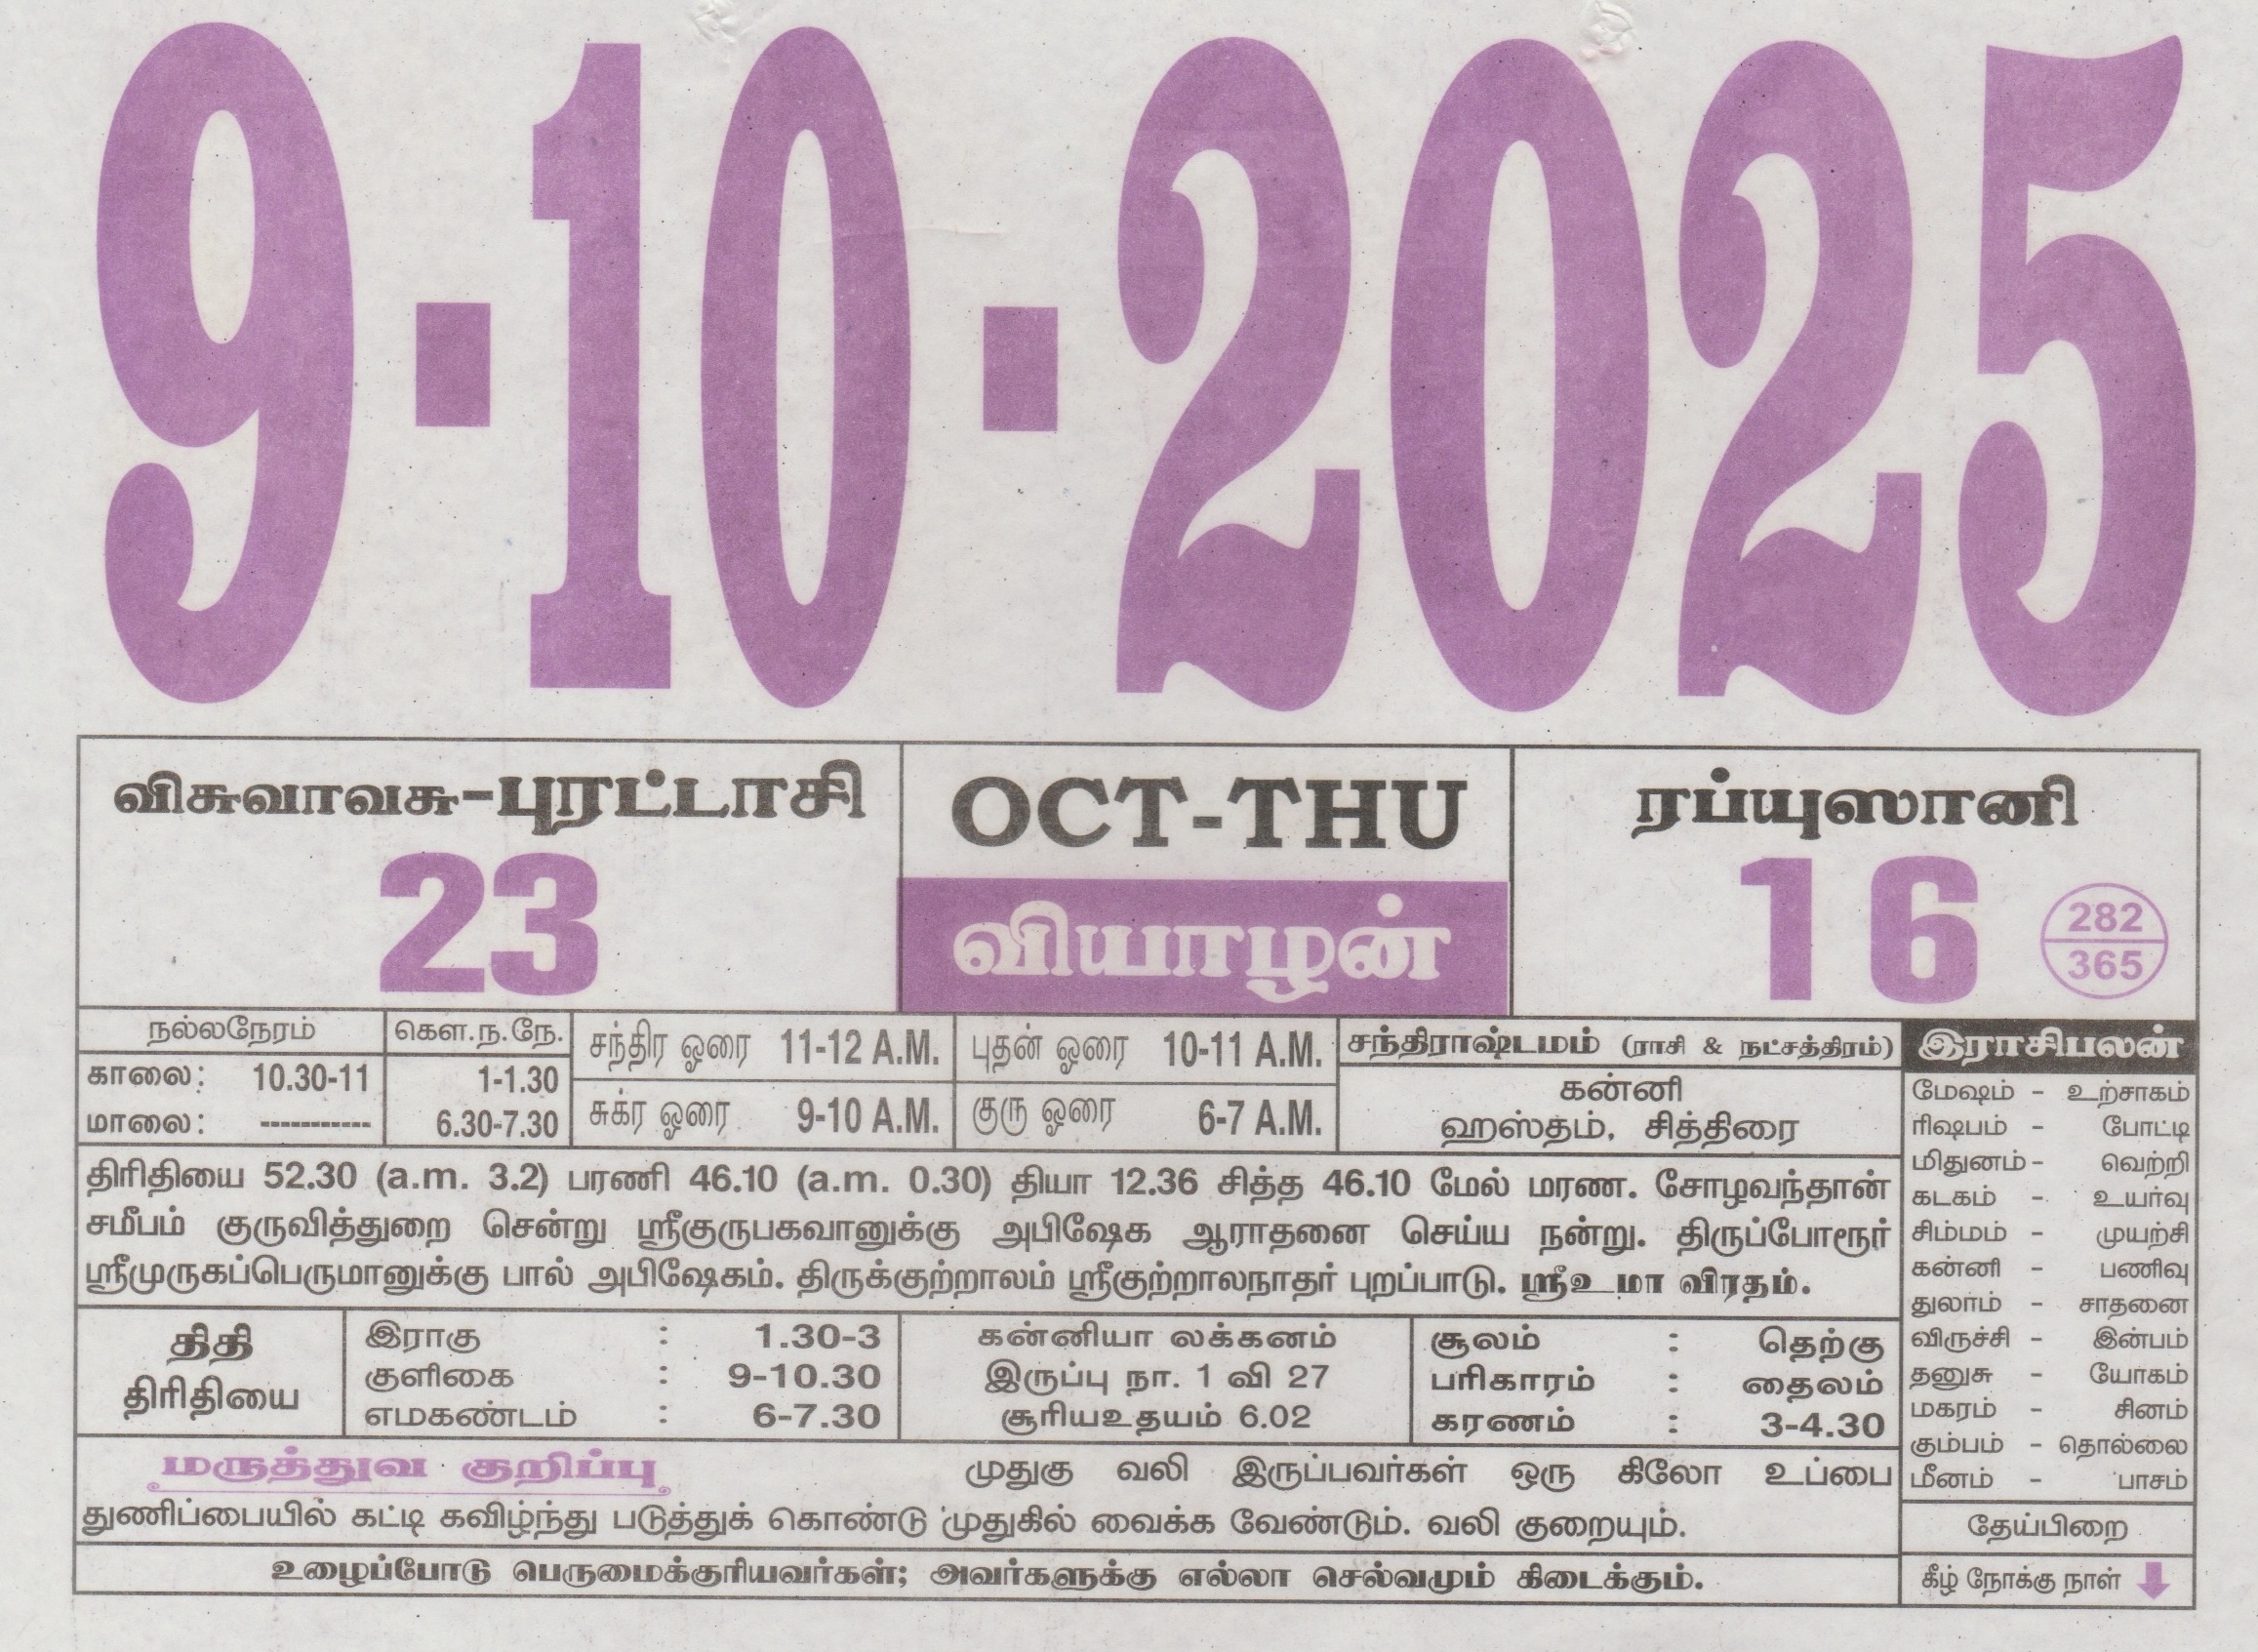 9-10-2025
விசுவாவசு-புரட்டாசி
23
OCT-THU
வியாழன்
ரப்யுஸானி
16
282
365
நல்லநேரம்
காலை: 10.30-11
மாலை: -----------
கௌ.ந.நே.
1-1.30
6.30-7.30
சந்திர ஓரை 11-12 A.M.
சுக்ர ஓரை 9-10 A.M.
புதன் ஓரை 10-11 A.M.
குரு ஓரை 6-7 A.M.
சந்திராஷ்டமம் (ராசி & நட்சத்திரம்)
கன்னி
ஹஸ்தம், சித்திரை
திரிதியை 52.30 (a.m. 3.2) பரணி 46.10 (a.m. 0.30) தியா 12.36 சித்த 46.10 மேல் மரண. சோழவந்தான்
சமீபம் குருவித்துறை சென்று ஸ்ரீகுருபகவானுக்கு அபிஷேக ஆராதனை செய்ய நன்று. திருப்போரூர்
ஸ்ரீமுருகப்பெருமானுக்கு பால் அபிஷேகம். திருக்குற்றாலம் ஸ்ரீகுற்றாலநாதர் புறப்பாடு. ஸ்ரீஉமா விரதம்.
திதி
திரிதியை
இராகு : 1.30-3
குளிகை : 9-10.30
எமகண்டம் : 6-7.30
கன்னியா லக்கனம்
இருப்பு நா. 1 வி 27
சூரியஉதயம் 6.02
சூலம் : தெற்கு
பரிகாரம் : தைலம்
கரணம் : 3-4.30
மருத்துவ குறிப்பு முதுகு வலி இருப்பவர்கள் ஒரு கிலோ உப்பை
துணிப்பையில் கட்டி கவிழ்ந்து படுத்துக் கொண்டு முதுகில் வைக்க வேண்டும். வலி குறையும்.
உழைப்போடு பெருமைக்குரியவர்கள்; அவர்களுக்கு எல்லா செல்வமும் கிடைக்கும்.
இராசிபலன்
மேஷம் - உற்சாகம்
ரிஷபம் - போட்டி
மிதுனம் - வெற்றி
கடகம் - உயர்வு
சிம்மம் - முயற்சி
கன்னி - பணிவு
துலாம் - சாதனை
விருச்சி - இன்பம்
தனுசு - யோகம்
மகரம் - சினம்
கும்பம் - தொல்லை
மீனம் - பாசம்
தேய்பிறை
கீழ் நோக்கு நாள்